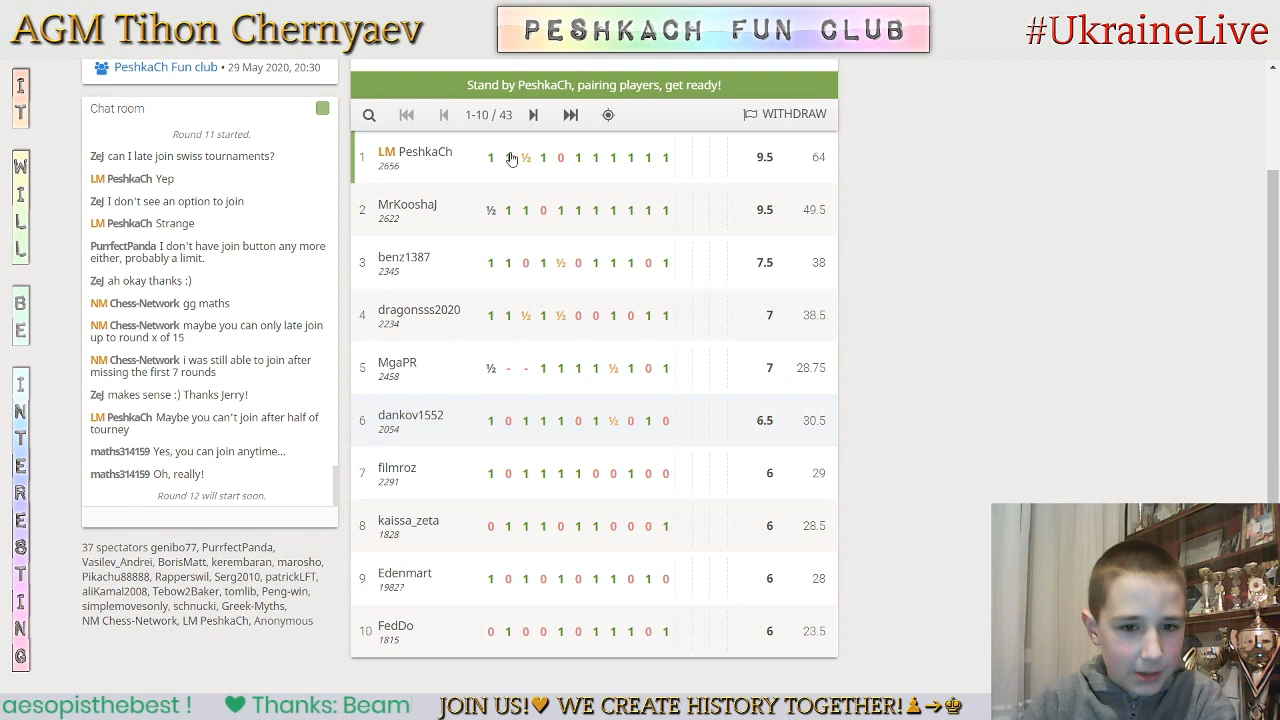 AGM Tihon Chernyaev
PESHKACH FUN CLUB
#UkraineLive
IT
WILL
BE
INTERESTING
PeshkaCh Fun club • 29 May 2020, 20:30
Chat room
Round 11 started.
ZeJ can I late join swiss tournaments?
LM PeshkaCh Yep
ZeJ I don't see an option to join
LM PeshkaCh Strange
PurrfectPanda I don't have join button any more
either, probably a limit.
ZeJ ah okay thanks :)
NM Chess-Network gg maths
NM Chess-Network maybe you can only late join
up to round x of 15
NM Chess-Network i was still able to join after
missing the first 7 rounds
ZeJ makes sense :) Thanks Jerry!
LM PeshkaCh Maybe you can't join after half of
tourney
maths314159 Yes, you can join anytime...
maths314159 Oh, really!
Round 12 will start soon.
37 spectators genibo77, PurrfectPanda,
Vasilev_Andrei, BorisMatt, kerembaran, marosho,
Pikachu88888, Rapperswil, Serg2010, patrickLFT,
aliKamal2008, Tebow2Baker, tomlib, Peng-win,
simplemovesonly, schnucki, Greek-Myths,
NM Chess-Network, LM PeshkaCh, Anonymous
Stand by PeshkaCh, pairing players, get ready!
1-10 / 43 WITHDRAW
1 LM PeshkaCh 1 1 ½ 1 0 1 1 1 1 1 1 9.5 64
2656
2 MrKooshaJ ½ 1 1 0 1 1 1 1 1 1 1 9.5 49.5
2622
3 benz1387 1 1 0 1 ½ 0 1 1 1 0 1 7.5 38
2345
4 dragonsss2020 1 1 ½ 1 ½ 0 0 1 0 1 1 7 38.5
2234
5 MgaPR ½ - - 1 1 1 1 ½ 1 0 1 7 28.75
2458
6 dankov1552 1 0 1 1 1 0 1 ½ 0 1 0 6.5 30.5
2054
7 filmroz 1 0 1 1 1 1 0 0 1 0 0 6 29
2291
8 kaissa_zeta 0 1 1 1 0 1 1 0 0 0 1 6 28.5
1828
9 Edenmart 1 0 1 0 1 0 1 1 0 1 0 6 28
1982?
10 FedDo 0 1 0 0 1 0 1 1 1 0 1 6 23.5
1815
aesopisthebest ! Thanks: Beam
JOIN US! WE CREATE HISTORY TOGETHER!